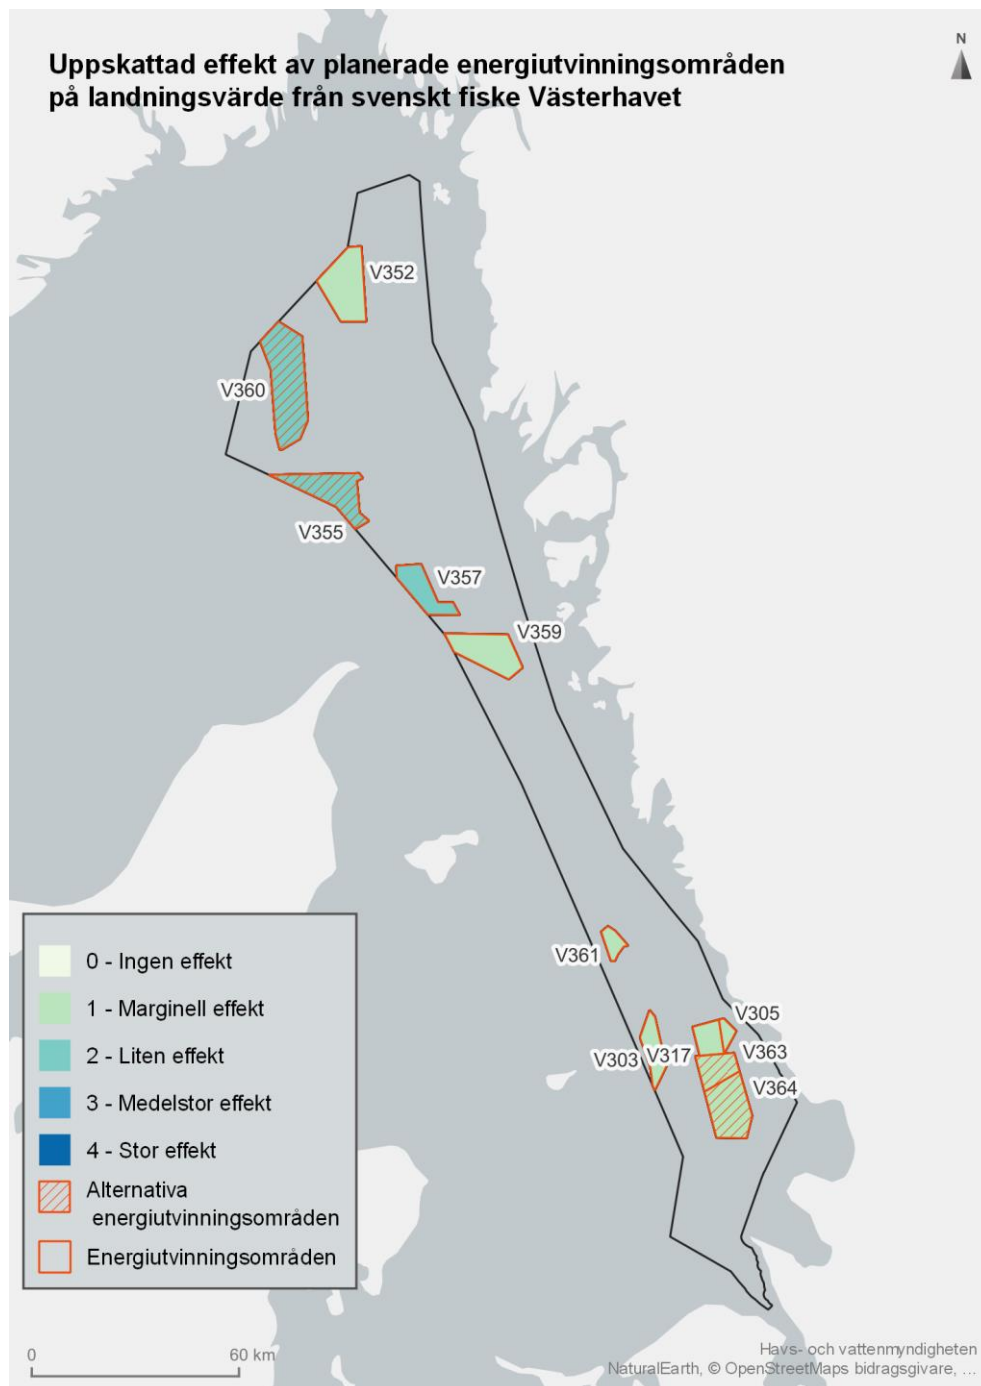 Uppskattad effekt av planerade energiutvinningsområden
på landningsvärde från svenskt fiske Västerhavet
N
V352
V360
V355
V357
V359
V361
V305
V303
V317
V363
V364
0 - Ingen effekt
1 - Marginell effekt
2 - Liten effekt
3 - Medelstor effekt
4 - Stor effekt
Alternativa
energiutvinningsområden
Energiutvinningsområden
0
60 km
Havs- och vattenmyndigheten
NaturalEarth, © OpenStreetMaps bidragsgivare, ...